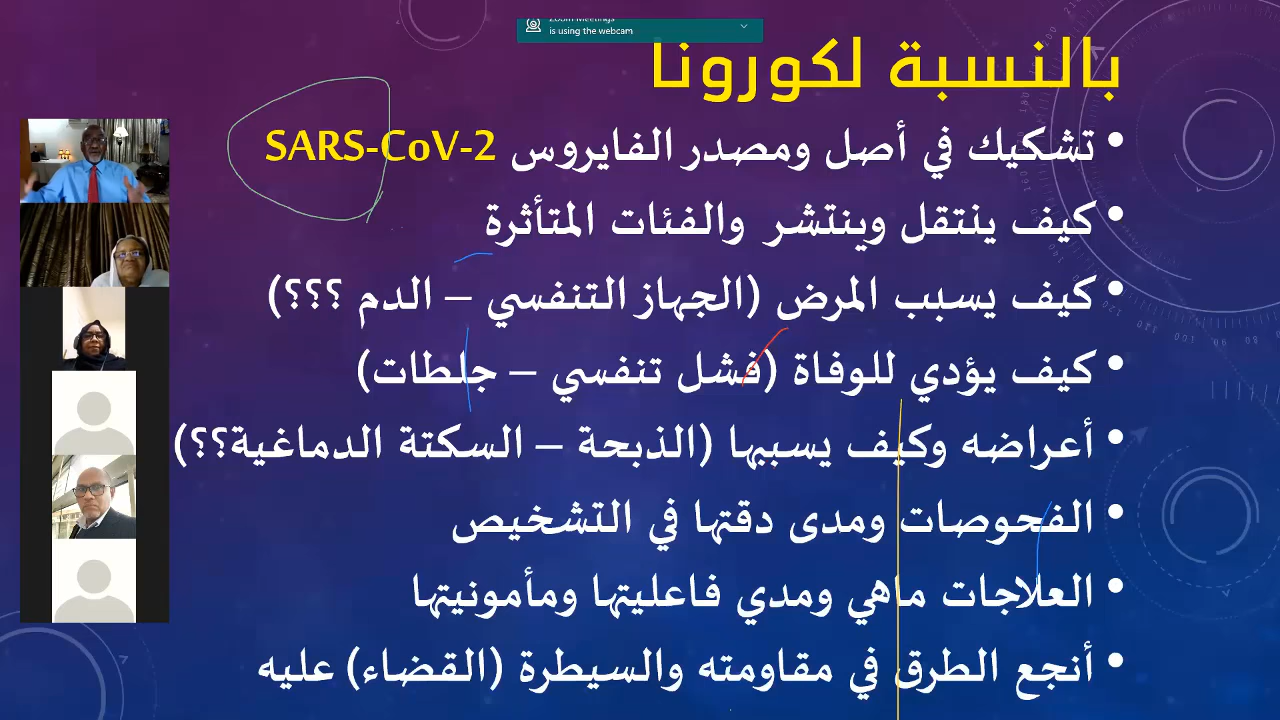 Zoom Meetings
is using the webcam
بالنسبة لكورونا
• تشكيك في أصل ومصدر الفايروس SARS-CoV-2
• كيف ينتقل وينتشر والفئات المتأثرة
• كيف يسبب المرض (الجهاز التنفسي – الدم ؟؟؟)
• كيف يؤدي للوفاة (فشل تنفسي – جلطات)
• أعراضه وكيف يسببها (الذبحة – السكتة الدماغية؟؟)
• الفحوصات ومدى دقتها في التشخيص
• العلاجات ماهي ومدي فاعليتها ومأمونيتها
• أنجع الطرق في مقاومته والسيطرة (القضاء) عليه